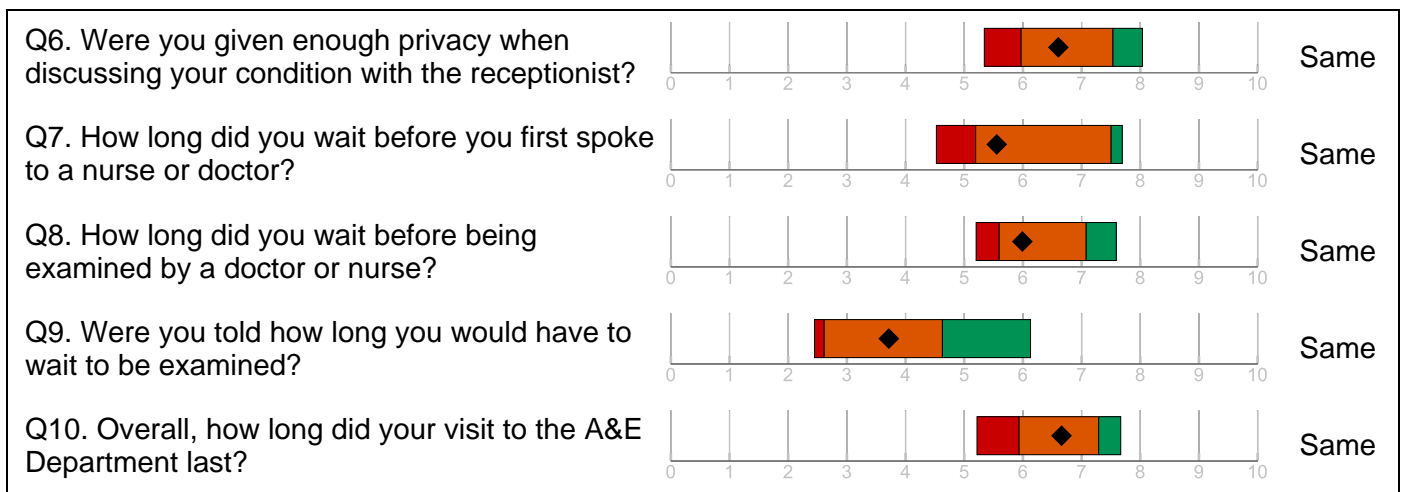 Q6. Were you given enough privacy when
discussing your condition with the receptionist?
0 1 2 3 4 5 6 7 8 9 10
Same
Q7. How long did you wait before you first spoke
to a nurse or doctor?
0 1 2 3 4 5 6 7 8 9 10
Same
Q8. How long did you wait before being
examined by a doctor or nurse?
0 1 2 3 4 5 6 7 8 9 10
Same
Q9. Were you told how long you would have to
wait to be examined?
0 1 2 3 4 5 6 7 8 9 10
Same
Q10. Overall, how long did your visit to the A&E
Department last?
0 1 2 3 4 5 6 7 8 9 10
Same